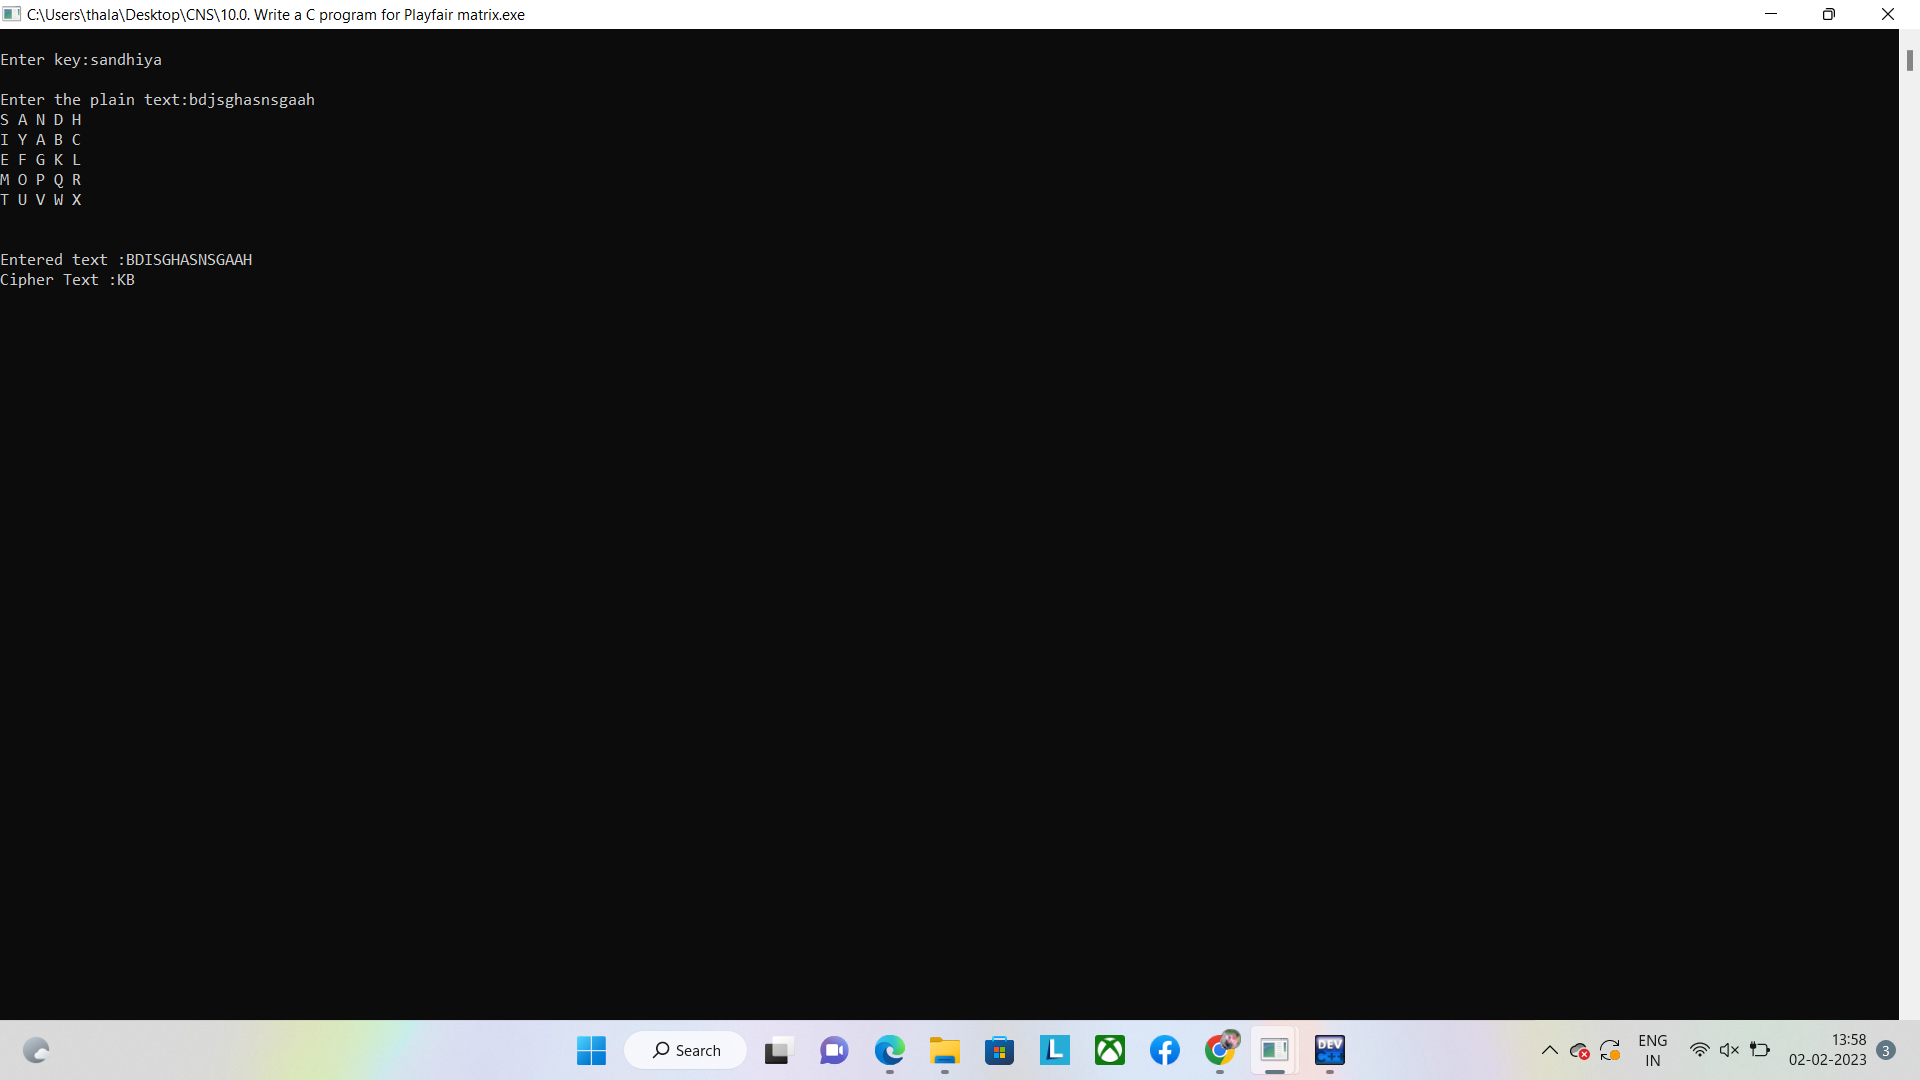 C:\Users\thala\Desktop\CNS\10.0. Write a C program for Playfair matrix.exe
Enter key:sandhiya
Enter the plain text:bdjsghasnsgaah
S A N D H
I Y A B C
E F G K L
M O P Q R
T U V W X
Entered text :BDISGHASNSGAAH
Cipher Text :KB
Search
L
DEV
C++
ENG
IN
13:58
02-02-2023
3